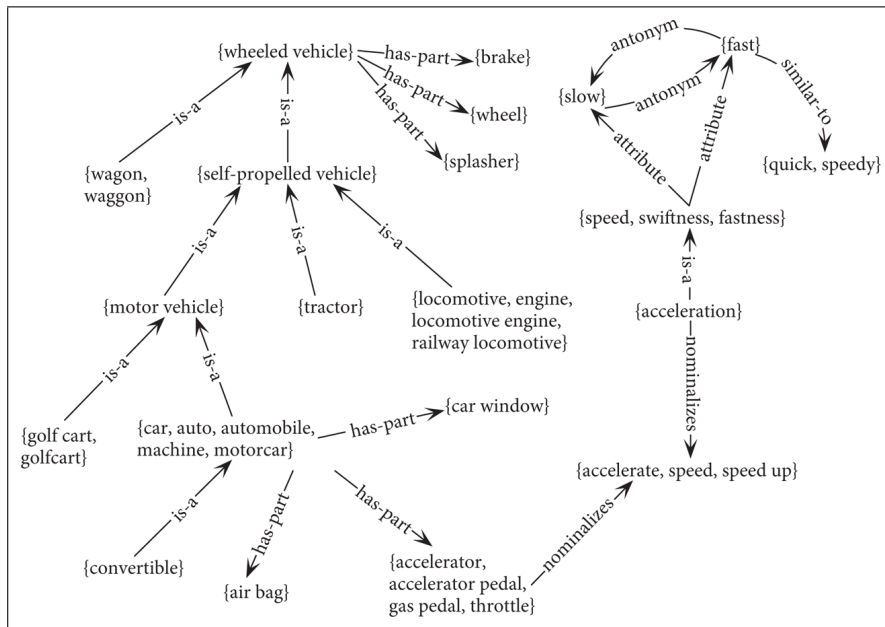 {wheeled vehicle}
has-part
{brake}
has-part
{wheel}
has-part
{splasher}
is-a
is-a
{wagon,
waggon}
{self-propelled vehicle}
antonym
{fast}
{slow}
antonym
similar-to
{quick, speedy}
attribute
attribute
{speed, swiftness, fastness}
is-a
is-a
is-a
{motor vehicle}
{tractor}
{locomotive, engine,
locomotive engine,
railway locomotive}
is-a
{acceleration}
nominalizes
is-a
is-a
{golf cart,
golfcart}
{car, auto, automobile,
machine, motorcar}
has-part
{car window}
{accelerate, speed, speed up}
is-a
has-part
has-part
nominalizes
{convertible}
{air bag}
{accelerator,
accelerator pedal,
gas pedal, throttle}